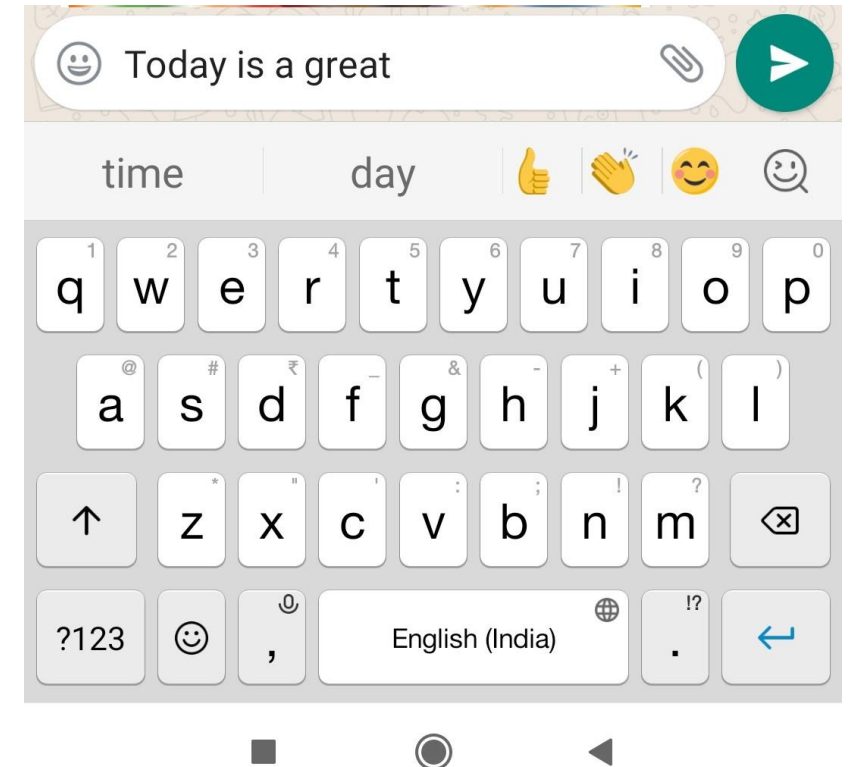 Today is a great
time day
1 2 3 4 5 6 7 8 9 0
q w e r t y u i o p
@ # ₹ _ & - + ( )
a s d f g h j k l
* " ' : ; ! ?
z x c v b n m
!?
?123 , English (India) .